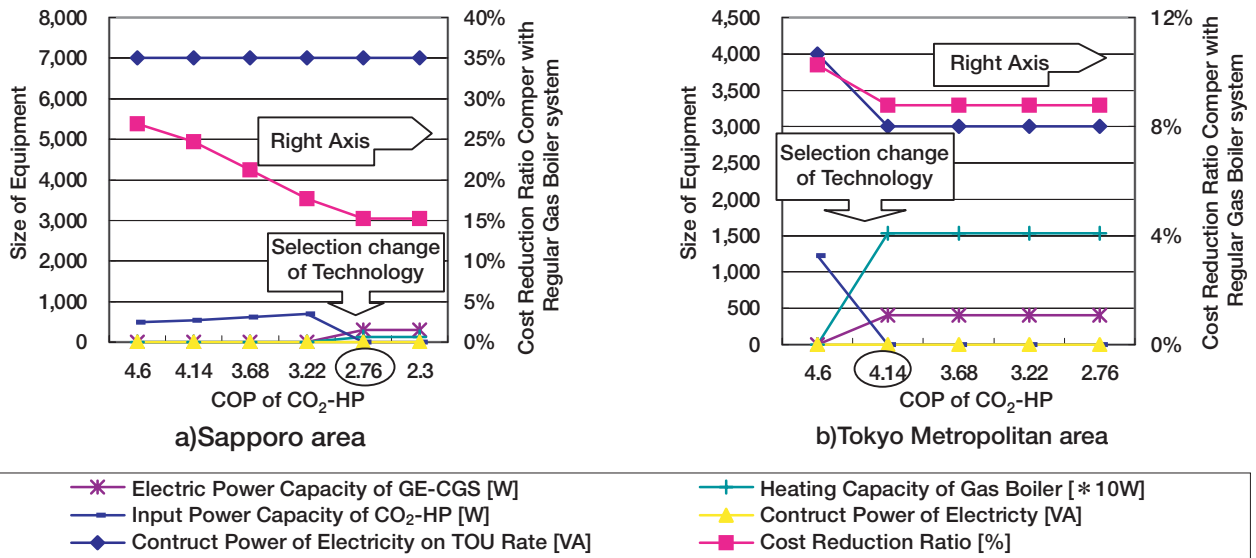 8,000
7,000
6,000
5,000
4,000
3,000
2,000
1,000
0
Size of Equipment
40%
35%
30%
25%
20%
15%
10%
5%
0%
Cost Reduction Ratio Comper with
Regular Gas Boiler system
Right Axis
Selection change
of Technology
4.6 4.14 3.68 3.22 2.76 2.3
COP of CO₂-HP
a)Sapporo area
4,500
4,000
3,500
3,000
2,500
2,000
1,500
1,000
500
0
Size of Equipment
12%
8%
4%
0%
Cost Reduction Ratio Comper with
Regular Gas Boiler system
Right Axis
Selection change
of Technology
4.6 4.14 3.68 3.22 2.76
COP of CO₂-HP
b)Tokyo Metropolitan area
Electric Power Capacity of GE-CGS [W]
Heating Capacity of Gas Boiler [＊10W]
Input Power Capacity of CO₂-HP [W]
Contruct Power of Electricty [VA]
Contruct Power of Electricity on TOU Rate [VA]
Cost Reduction Ratio [%]